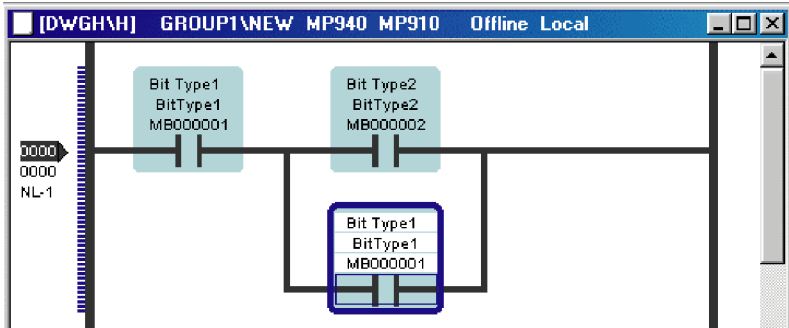 [DWGH\H] GROUP1\NEW MP940 MP910 Offline Local
Bit Type1
BitType1
MB000001
Bit Type2
BitType2
MB000002
0000
0000
NL-1
Bit Type1
BitType1
MB000001